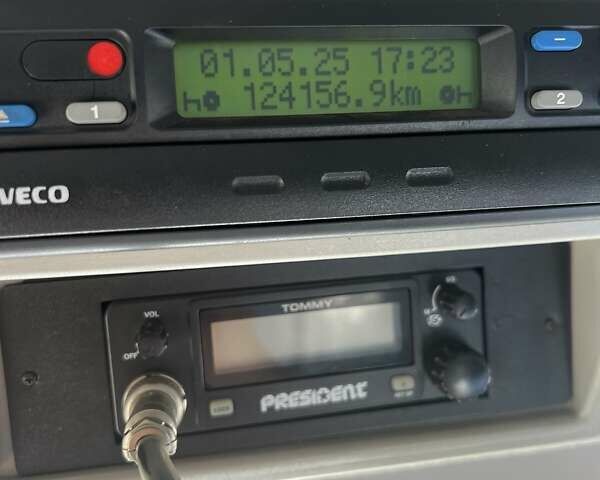 01.05.25 17:23
124156.9km
1
2
VECO
TOMMY
VOL
OFF
PRESIDENT